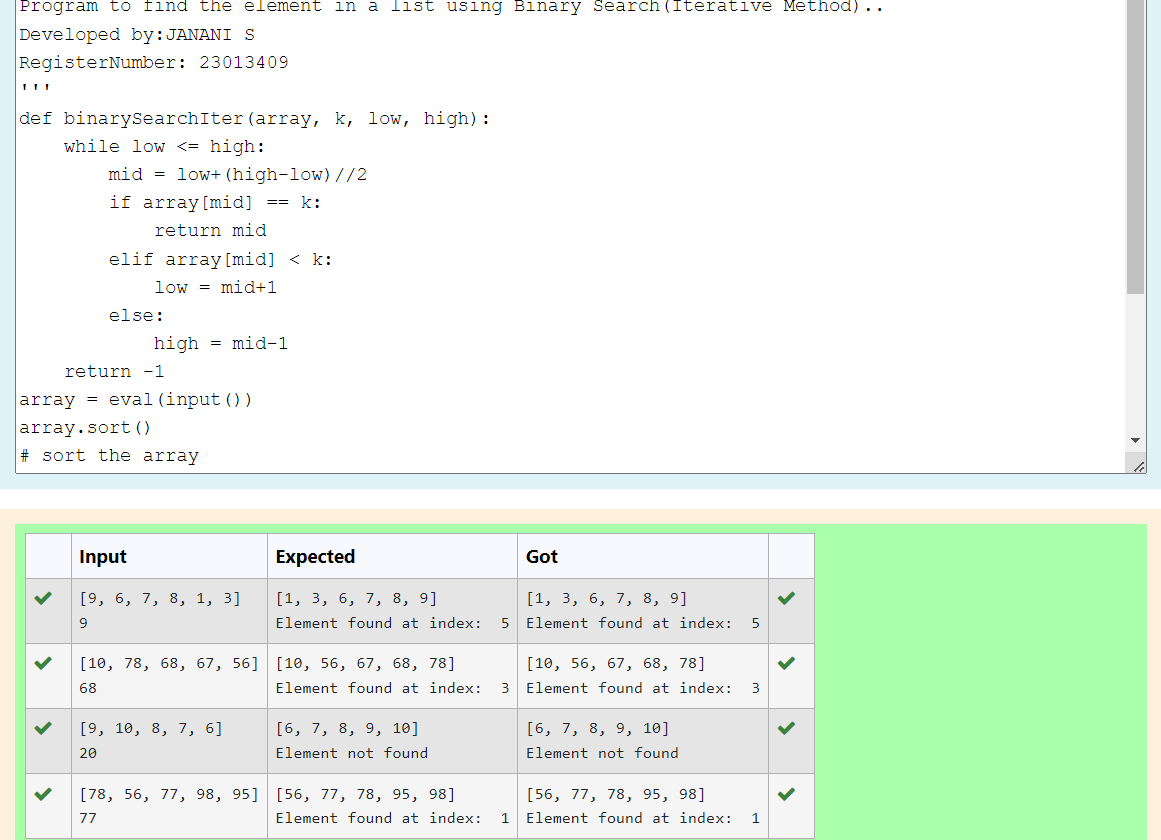 Program to find the element in a list using Binary Search(Iterative Method)..
Developed by:JANANI S
RegisterNumber: 23013409
'''
def binarySearchIter(array, k, low, high):
    while low <= high:
        mid = low+(high-low)//2
        if array[mid] == k:
            return mid
        elif array[mid] < k:
            low = mid+1
        else:
            high = mid-1
    return -1
array = eval(input())
array.sort()
# sort the array
Input Expected Got
[9, 6, 7, 8, 1, 3] [1, 3, 6, 7, 8, 9] [1, 3, 6, 7, 8, 9]
9 Element found at index:  5 Element found at index:  5
[10, 78, 68, 67, 56] [10, 56, 67, 68, 78] [10, 56, 67, 68, 78]
68 Element found at index:  3 Element found at index:  3
[9, 10, 8, 7, 6] [6, 7, 8, 9, 10] [6, 7, 8, 9, 10]
20 Element not found Element not found
[78, 56, 77, 98, 95] [56, 77, 78, 95, 98] [56, 77, 78, 95, 98]
77 Element found at index:  1 Element found at index:  1